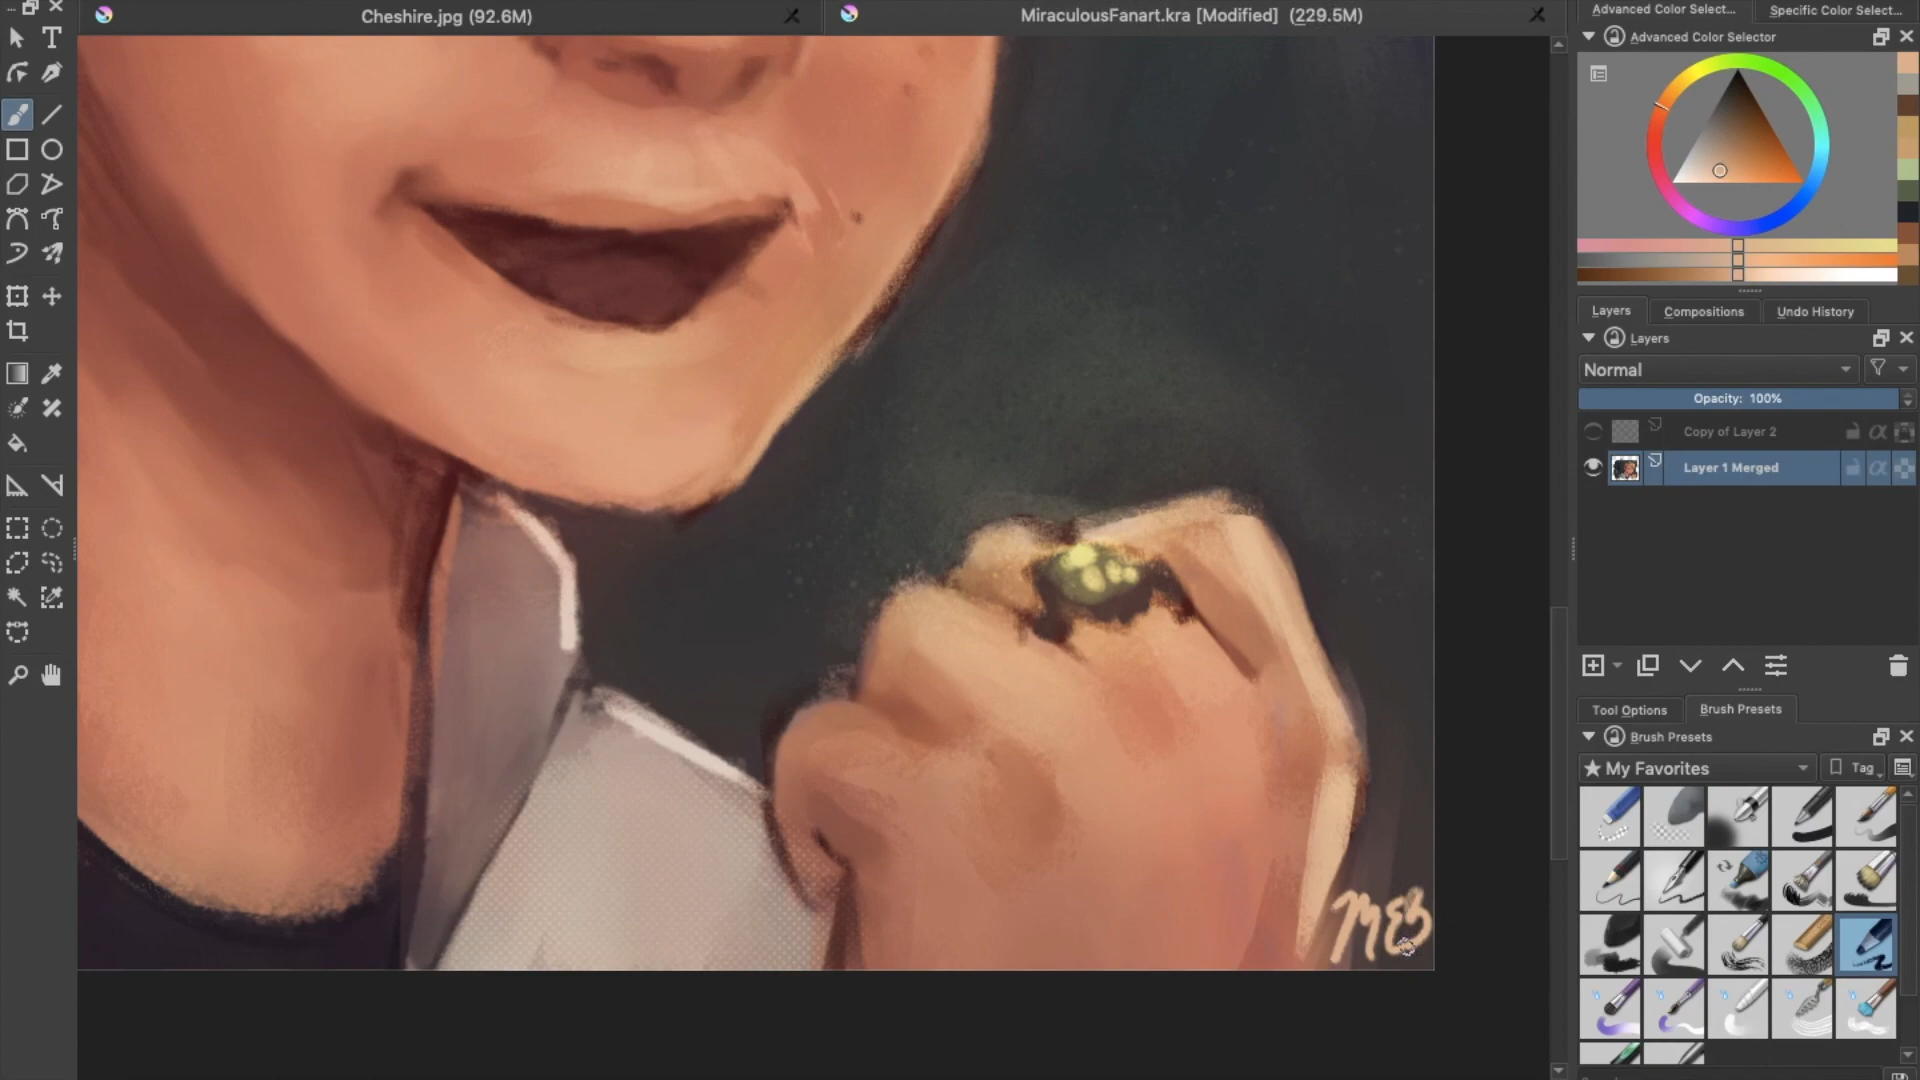 Cheshire.jpg (92.6M)
MiraculousFanart.kra [Modified] (229.5M)
Advanced Color Select...
Specific Color Select...
Advanced Color Selector
Layers
Compositions
Undo History
Layers
Normal
Opacity: 100%
Copy of Layer 2
Layer 1 Merged
Tool Options
Brush Presets
Brush Presets
★ My Favorites
Tag